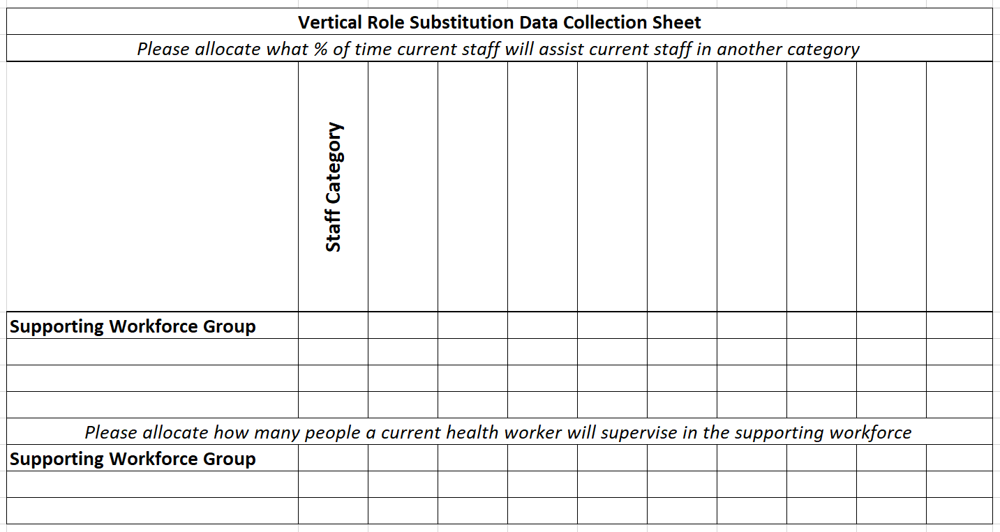 Vertical Role Substitution Data Collection Sheet
Please allocate what % of time current staff will assist current staff in another category
Staff Category
Supporting Workforce Group
Please allocate how many people a current health worker will supervise in the supporting workforce
Supporting Workforce Group